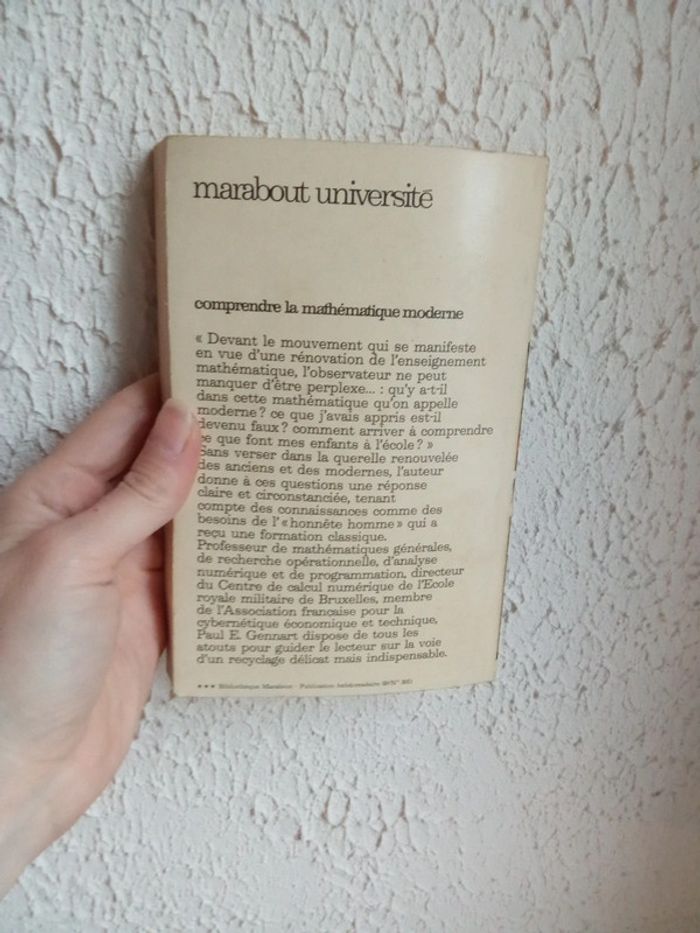 marabout université
comprendre la mathématique moderne
« Devant le mouvement qui se manifeste
en vue d'une rénovation de l'enseignement
mathématique, l'observateur ne peut
manquer d'être perplexe... : qu'y a-t-il
dans cette mathématique qu'on appelle
moderne ? ce que j'avais appris est-il
devenu faux ? comment arriver à comprendre
ce que font mes enfants à l'école ? »
Sans verser dans la querelle renouvelée
des anciens et des modernes, l'auteur
donne à ces questions une réponse
claire et circonstanciée, tenant
compte des connaissances comme des
besoins de l'« honnête homme » qui a
reçu une formation classique.
Professeur de mathématiques générales,
de recherche opérationnelle, d'analyse
numérique et de programmation, directeur
du Centre de calcul numérique de l'Ecole
royale militaire de Bruxelles, membre
de l'Association française pour la
cybernétique économique et technique,
Paul E. Gennart dispose de tous les
atouts pour guider le lecteur sur la voie
d'un recyclage délicat mais indispensable.
★★★ Bibliothèque Marabout - Publication hebdomadaire